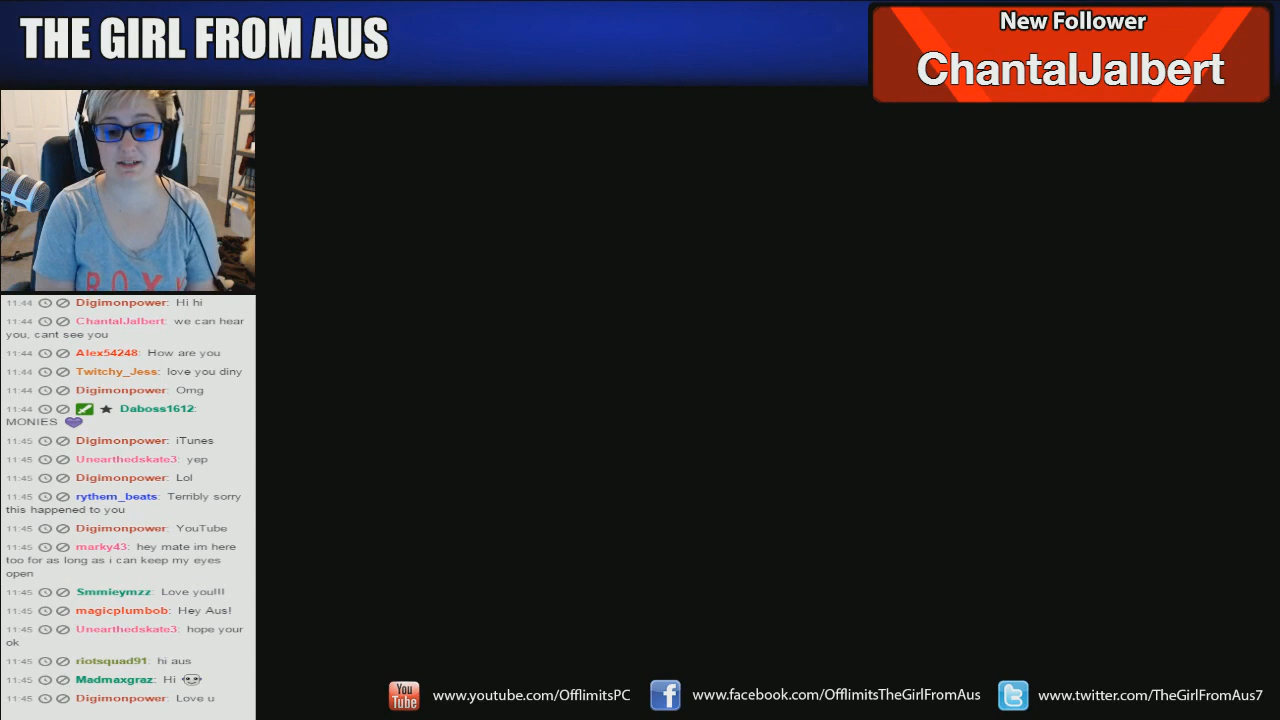 THE GIRL FROM AUS
New Follower
ChantalJalbert
ROXY
11:44 Digimonpower: Hi hi
11:44 ChantalJalbert: we can hear
you, cant see you
11:44 Alex54248: How are you
11:44 Twitchy_Jess: love you diny
11:44 Digimonpower: Omg
11:44 Daboss1612:
MONIES
11:45 Digimonpower: iTunes
11:45 Unearthedskate3: yep
11:45 Digimonpower: Lol
11:45 rythem_beats: Terribly sorry
this happened to you
11:45 Digimonpower: YouTube
11:45 marky43: hey mate im here
too for as long as i can keep my eyes
open
11:45 Smmieymzz: Love you!!!
11:45 magicplumbob: Hey Aus!
11:45 Unearthedskate3: hope your
ok
11:45 riotsquad91: hi aus
11:45 Madmaxgraz: Hi
11:45 Digimonpower: Love u
You
Tube
www.youtube.com/OfflimitsPC
www.facebook.com/OfflimitsTheGirlFromAus
www.twitter.com/TheGirlFromAus7